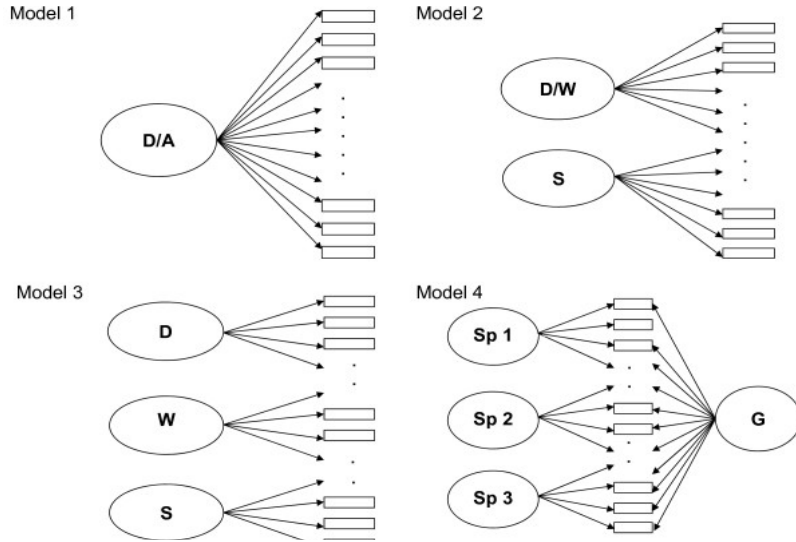 Model 1
D/A
Model 2
D/W
S
Model 3
D
W
S
Model 4
Sp 1
Sp 2
Sp 3
G